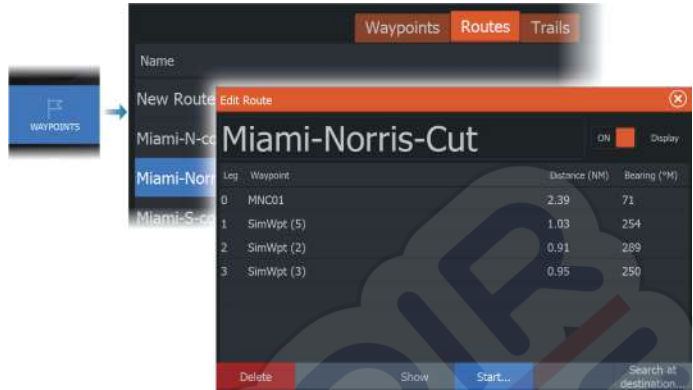 Waypoints Routes Trails
Name
WAYPOINTS
New Route
Miami-N-co
Miami-Norr
Miami-S-co
Edit Route
Miami-Norris-Cut
ON Display
Leg Waypoint Distance (NM) Bearing (°M)
0 MNC01 2.39 71
1 SimWpt (5) 1.03 254
2 SimWpt (2) 0.91 289
3 SimWpt (3) 0.95 250
Delete Show Start... Search at
destination...